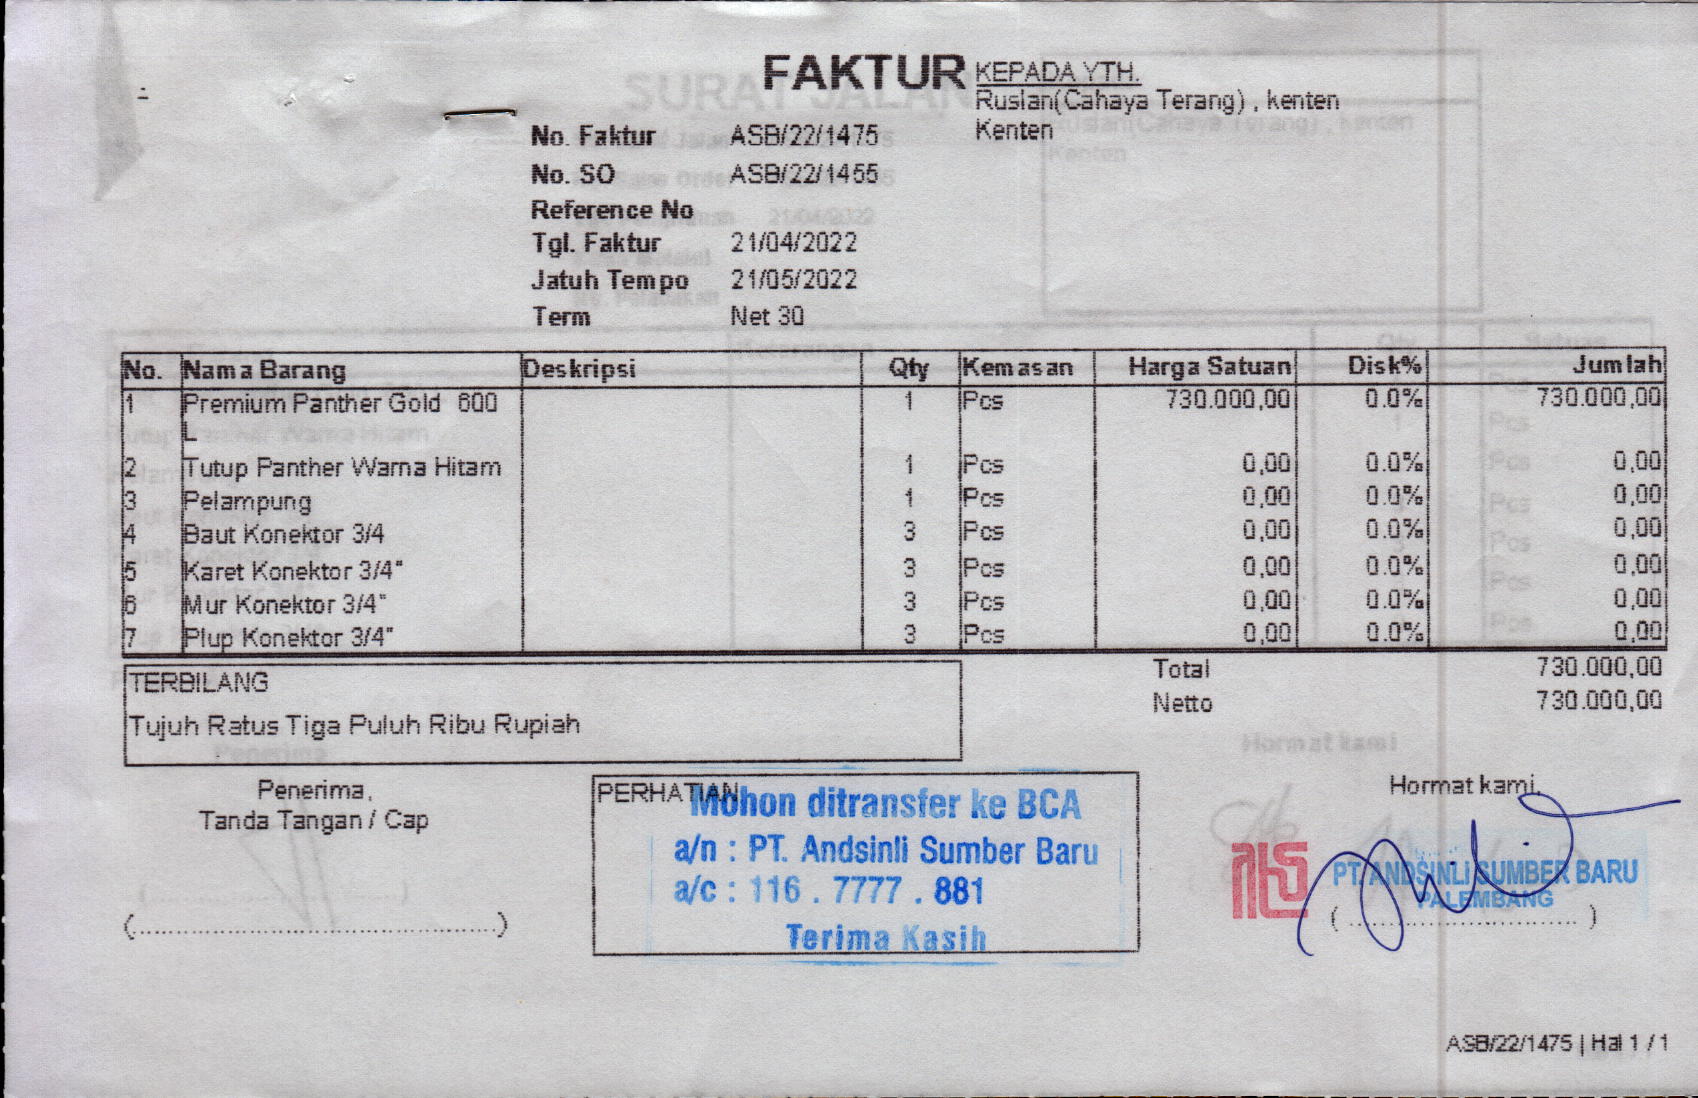 FAKTUR
KEPADA YTH.
Ruslan(Cahaya Terang) , kenten
Kenten
No. Faktur ASB/22/1475
No. SO ASB/22/1455
Reference No
Tgl. Faktur 21/04/2022
Jatuh Tempo 21/05/2022
Term Net 30
No. Nama Barang Deskripsi Qty Kemasan Harga Satuan Disk% Jumlah
1 Premium Panther Gold 600 1 Pcs 730.000,00 0.0% 730.000,00
L
2 Tutup Panther Warna Hitam 1 Pcs 0,00 0.0% 0,00
3 Pelampung 1 Pcs 0,00 0.0% 0,00
4 Baut Konektor 3/4 3 Pcs 0,00 0.0% 0,00
5 Karet Konektor 3/4" 3 Pcs 0,00 0.0% 0,00
6 Mur Konektor 3/4" 3 Pcs 0,00 0.0% 0,00
7 Plup Konektor 3/4" 3 Pcs 0,00 0.0% 0,00
Total 730.000,00
Netto 730.000,00
TERBILANG
Tujuh Ratus Tiga Puluh Ribu Rupiah
Penerima,
Tanda Tangan / Cap
(..............................................)
PERHATIAN
Mohon ditransfer ke BCA
a/n : PT. Andsinli Sumber Baru
a/c : 116 . 7777 . 881
Terima Kasih
Hormat kami,
PT. ANDSINLI SUMBER BARU
PALEMBANG
(..............................)
ASB/22/1475 | Hal 1 / 1